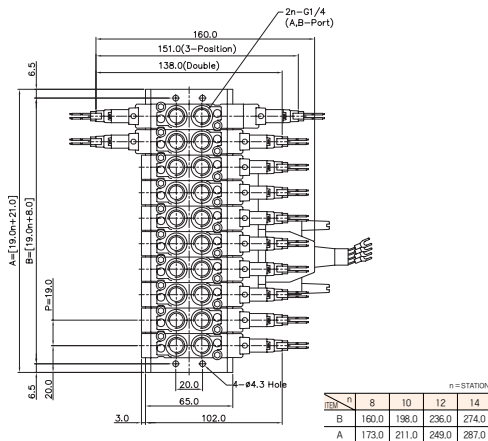 2n-G1/4
(A,B-Port)
160.0
151.0(3-Position)
138.0(Double)
6.5
A=[19.0n+21.0]
B=[19.0n+8.0]
P=19.0
20.0
6.5
20.0
4-ø4.3 Hole
65.0
3.0
102.0
n=STATION
ITEM n 8 10 12 14
B 160.0 198.0 236.0 274.0
A 173.0 211.0 249.0 287.0